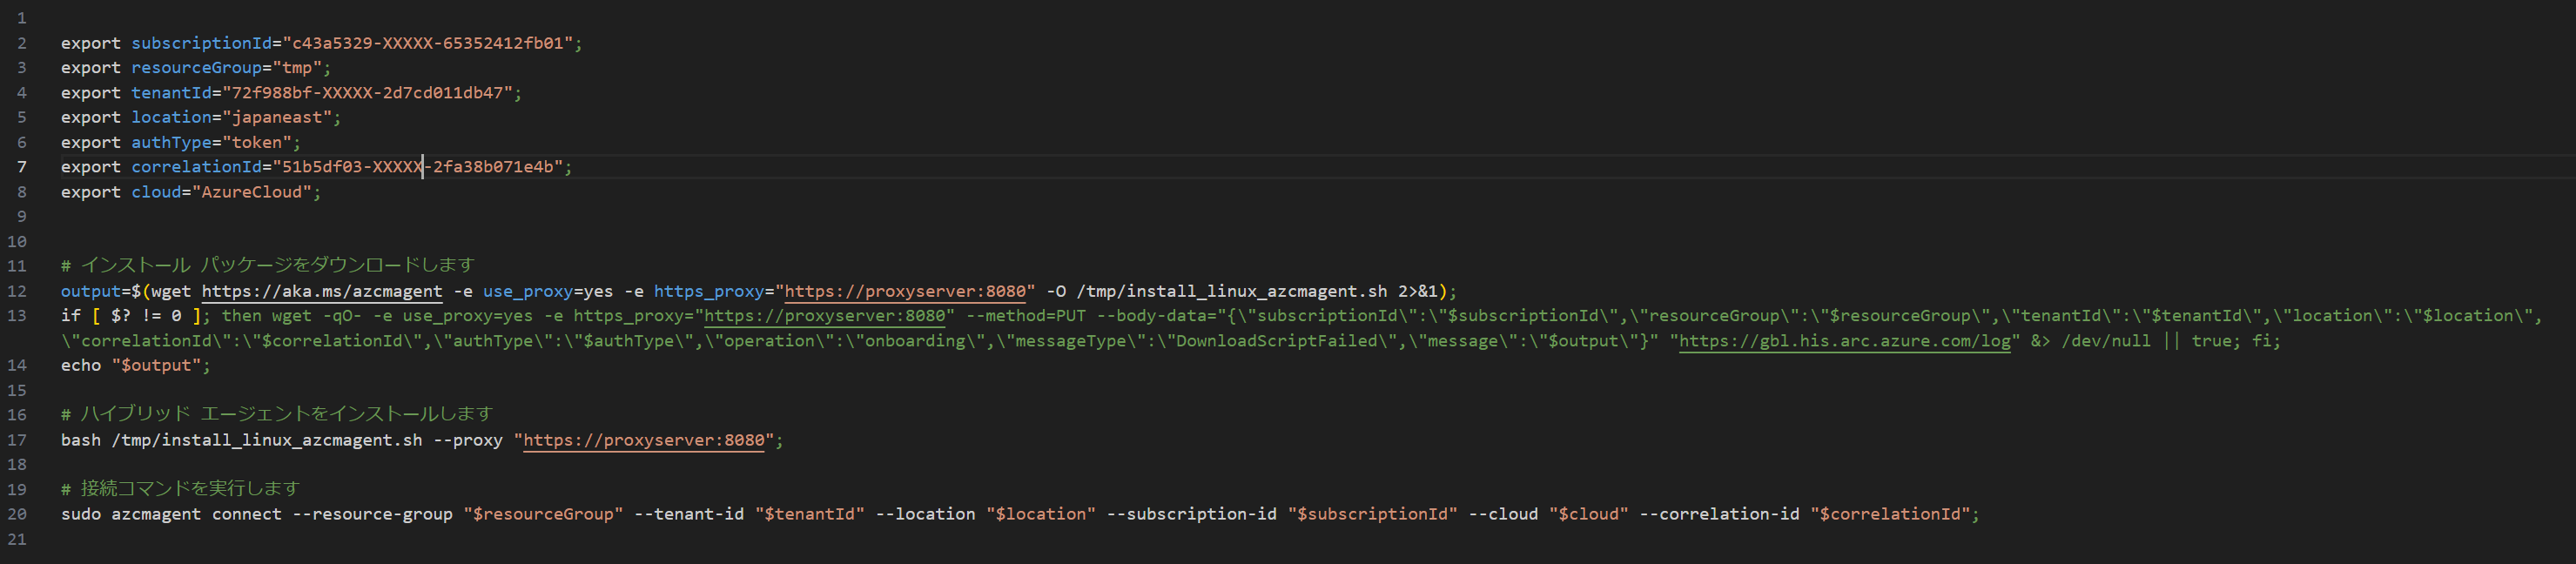 1
2 export subscriptionId="c43a5329-XXXXX-65352412fb01";
3 export resourceGroup="tmp";
4 export tenantId="72f988bf-XXXXX-2d7cd011db47";
5 export location="japaneast";
6 export authType="token";
7 export correlationId="51b5df03-XXXXX-2fa38b071e4b";
8 export cloud="AzureCloud";
9
10
11 # インストール パッケージをダウンロードします
12 output=$(wget https://aka.ms/azcmagent -e use_proxy=yes -e https_proxy="https://proxyserver:8080" -O /tmp/install_linux_azcmagent.sh 2>&1);
13 if [ $? != 0 ]; then wget -qO- -e use_proxy=yes -e https_proxy="https://proxyserver:8080" --method=PUT --body-data="{\"subscriptionId\":\"$subscriptionId\",\"resourceGroup\":\"$resourceGroup\",\"tenantId\":\"$tenantId\",\"location\":\"$location\",
\"correlationId\":\"$correlationId\",\"authType\":\"$authType\",\"operation\":\"onboarding\",\"messageType\":\"DownloadScriptFailed\",\"message\":\"$output\"}" "https://gbl.his.arc.azure.com/log" &> /dev/null || true; fi;
14 echo "$output";
15
16 # ハイブリッド エージェントをインストールします
17 bash /tmp/install_linux_azcmagent.sh --proxy "https://proxyserver:8080";
18
19 # 接続コマンドを実行します
20 sudo azcmagent connect --resource-group "$resourceGroup" --tenant-id "$tenantId" --location "$location" --subscription-id "$subscriptionId" --cloud "$cloud" --correlation-id "$correlationId";
21